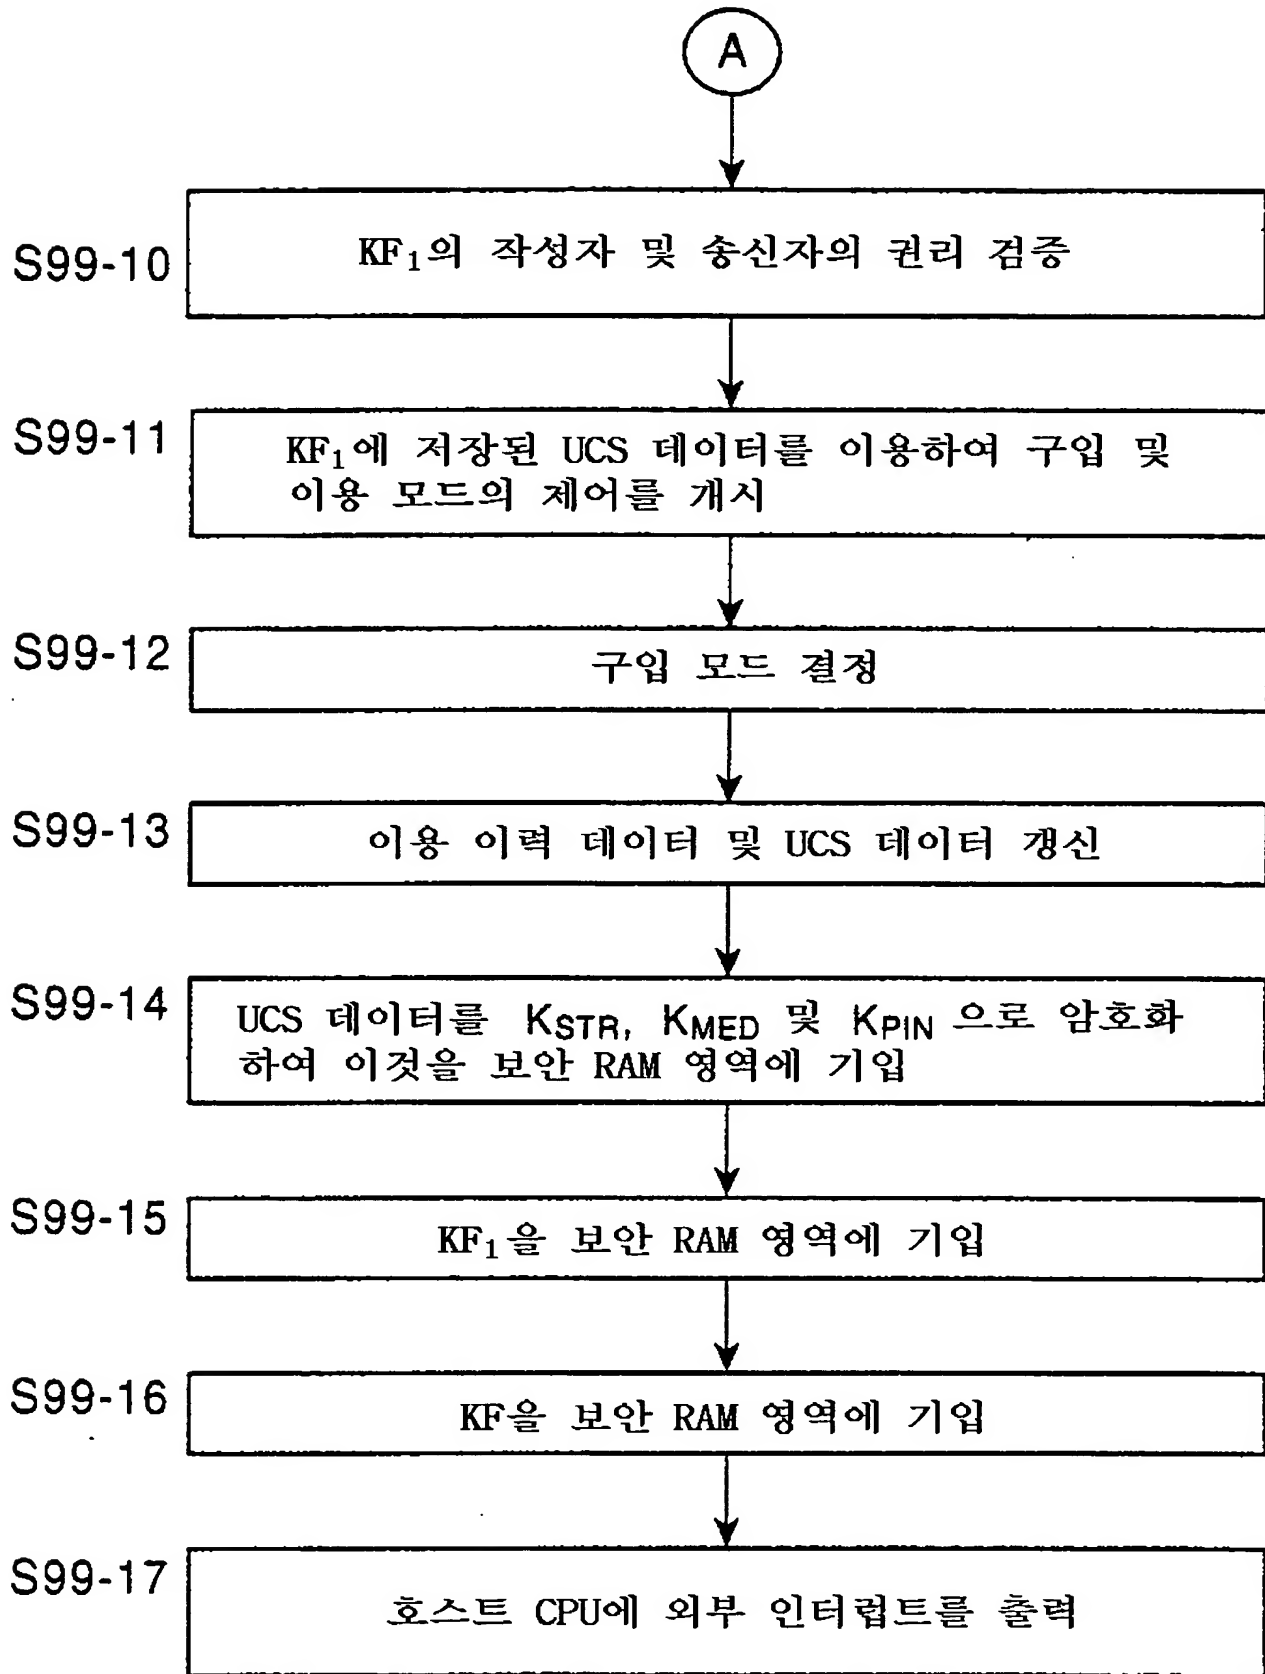 A
S99-10
KF₁의 작성자 및 송신자의 권리 검증
S99-11
KF₁에 저장된 UCS 데이터를 이용하여 구입 및
이용 모드의 제어를 개시
S99-12
구입 모드 결정
S99-13
이용 이력 데이터 및 UCS 데이터 갱신
S99-14
UCS 데이터를 K_STR, K_MED 및 K_PIN 으로 암호화
하여 이것을 보안 RAM 영역에 기입
S99-15
KF₁을 보안 RAM 영역에 기입
S99-16
KF을 보안 RAM 영역에 기입
S99-17
호스트 CPU에 외부 인터럽트를 출력